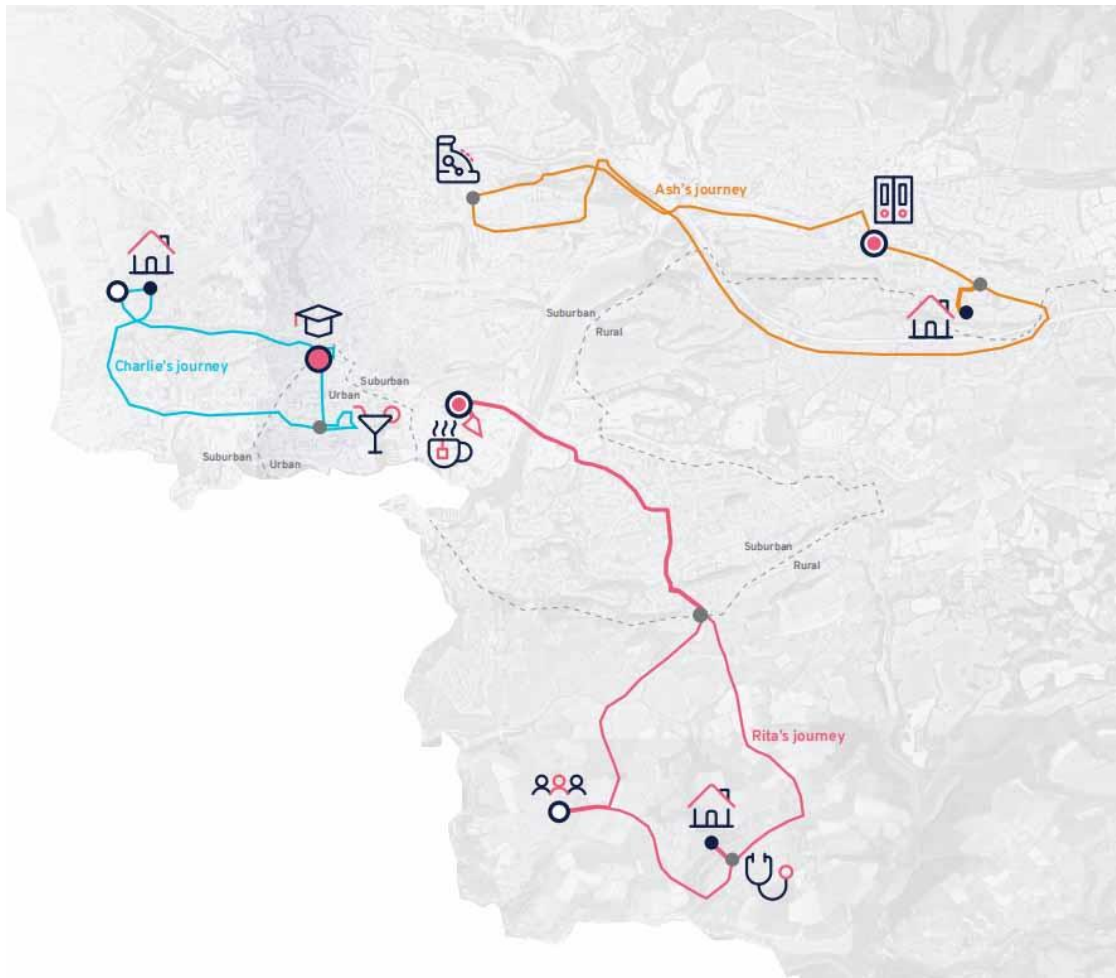 Ash's journey
Suburban
Rural
Charlie's journey
Suburban
Urban
Suburban
Urban
Suburban
Rural
Rita's journey